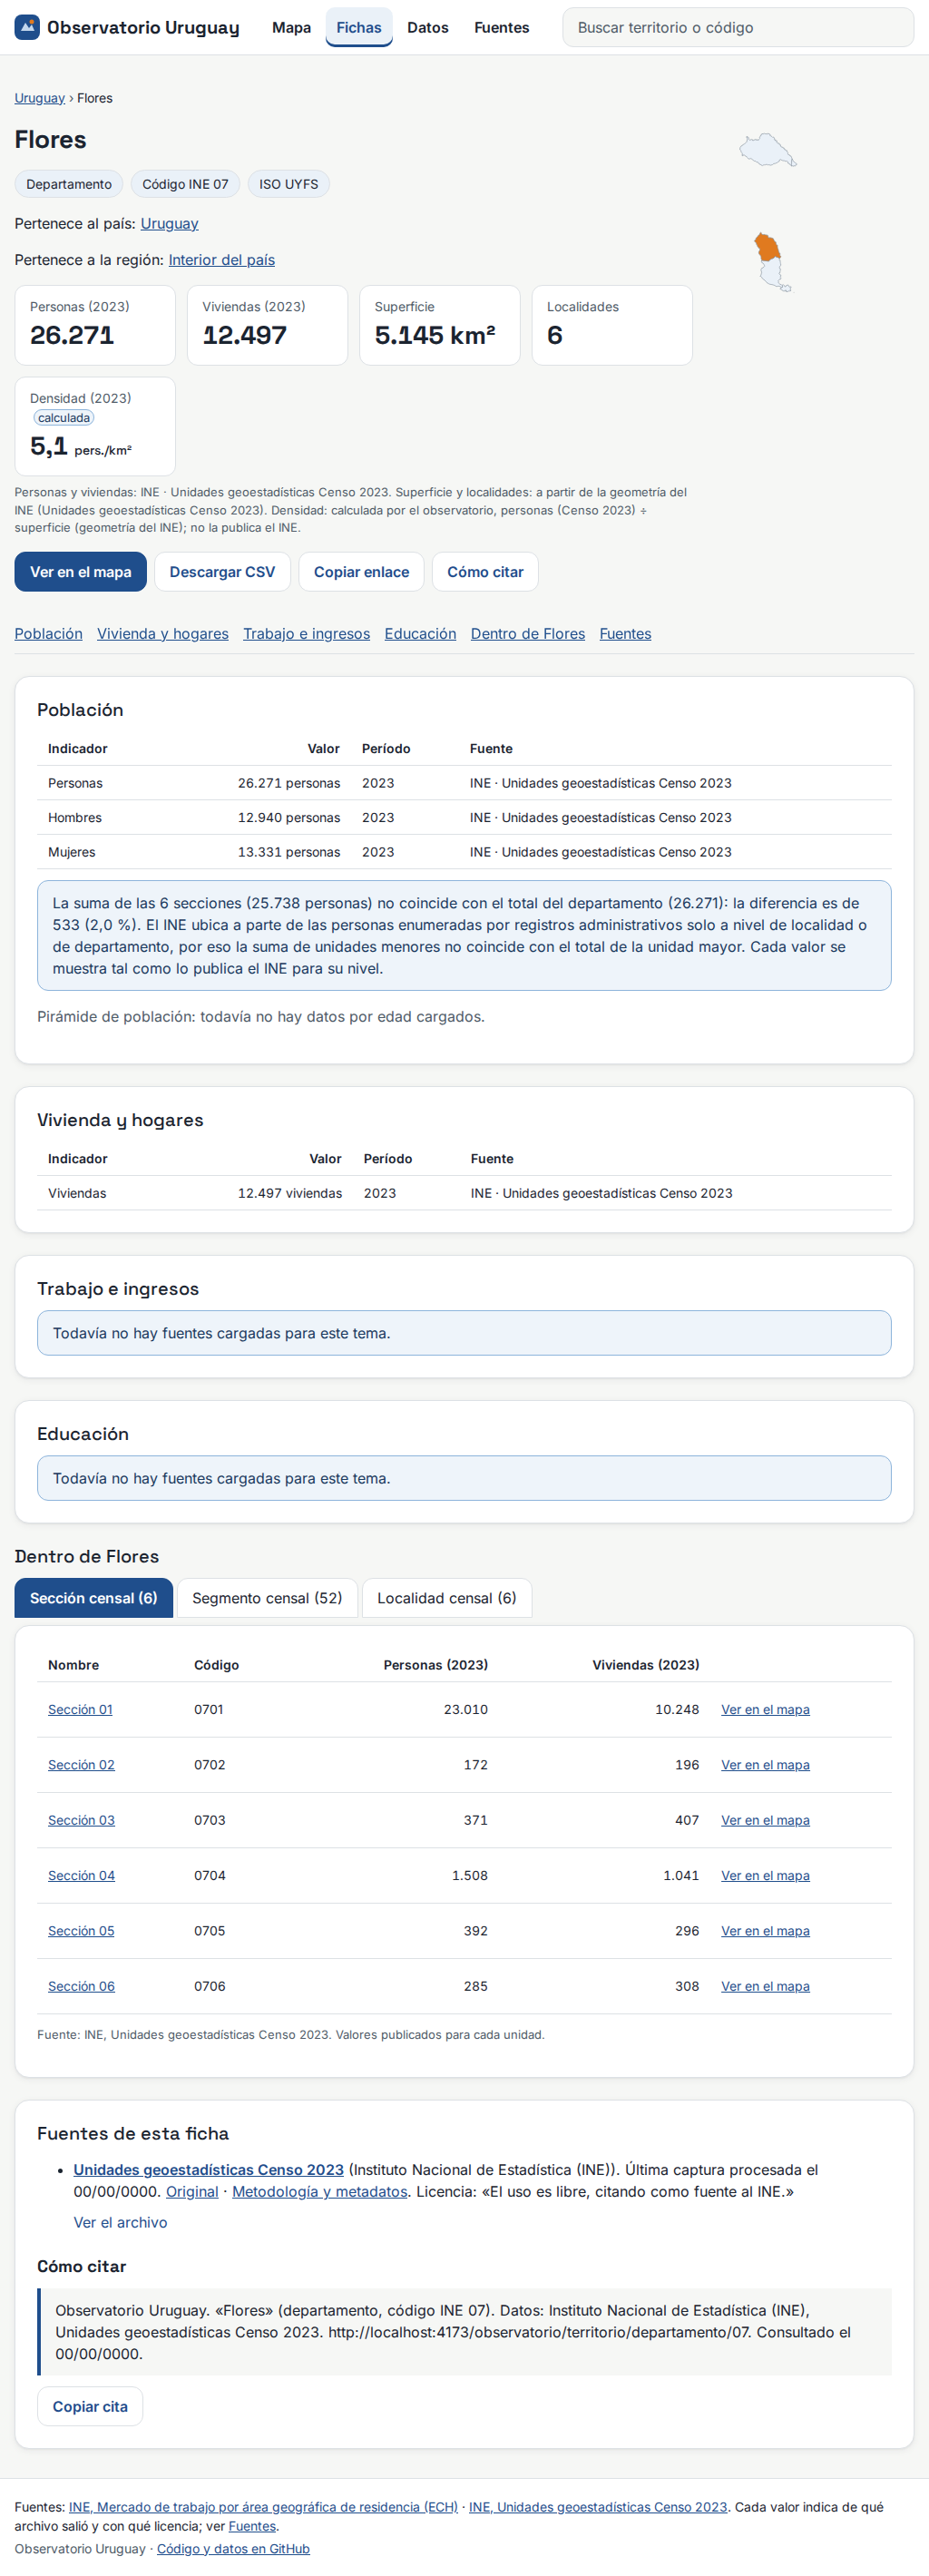 Observatorio Uruguay
Mapa
Fichas
Datos
Fuentes
Buscar territorio o código
Uruguay › Flores
Flores
Departamento
Código INE 07
ISO UYFS
Pertenece al país: Uruguay
Pertenece a la región: Interior del país
Personas (2023)
26.271
Viviendas (2023)
12.497
Superficie
5.145 km²
Localidades
6
Densidad (2023)
calculada
5,1 pers./km²
Personas y viviendas: INE · Unidades geoestadísticas Censo 2023. Superficie y localidades: a partir de la geometría del
INE (Unidades geoestadísticas Censo 2023). Densidad: calculada por el observatorio, personas (Censo 2023) ÷
superficie (geometría del INE); no la publica el INE.
Ver en el mapa
Descargar CSV
Copiar enlace
Cómo citar
Población
Vivienda y hogares
Trabajo e ingresos
Educación
Dentro de Flores
Fuentes
Población
Indicador Valor Período Fuente
Personas 26.271 personas 2023 INE · Unidades geoestadísticas Censo 2023
Hombres 12.940 personas 2023 INE · Unidades geoestadísticas Censo 2023
Mujeres 13.331 personas 2023 INE · Unidades geoestadísticas Censo 2023
La suma de las 6 secciones (25.738 personas) no coincide con el total del departamento (26.271): la diferencia es de
533 (2,0 %). El INE ubica a parte de las personas enumeradas por registros administrativos solo a nivel de localidad o
de departamento, por eso la suma de unidades menores no coincide con el total de la unidad mayor. Cada valor se
muestra tal como lo publica el INE para su nivel.
Pirámide de población: todavía no hay datos por edad cargados.
Vivienda y hogares
Indicador Valor Período Fuente
Viviendas 12.497 viviendas 2023 INE · Unidades geoestadísticas Censo 2023
Trabajo e ingresos
Todavía no hay fuentes cargadas para este tema.
Educación
Todavía no hay fuentes cargadas para este tema.
Dentro de Flores
Sección censal (6)
Segmento censal (52)
Localidad censal (6)
Nombre Código Personas (2023) Viviendas (2023)
Sección 01 0701 23.010 10.248 Ver en el mapa
Sección 02 0702 172 196 Ver en el mapa
Sección 03 0703 371 407 Ver en el mapa
Sección 04 0704 1.508 1.041 Ver en el mapa
Sección 05 0705 392 296 Ver en el mapa
Sección 06 0706 285 308 Ver en el mapa
Fuente: INE, Unidades geoestadísticas Censo 2023. Valores publicados para cada unidad.
Fuentes de esta ficha
• Unidades geoestadísticas Censo 2023 (Instituto Nacional de Estadística (INE)). Última captura procesada el
00/00/0000. Original · Metodología y metadatos. Licencia: «El uso es libre, citando como fuente al INE.»
Ver el archivo
Cómo citar
Observatorio Uruguay. «Flores» (departamento, código INE 07). Datos: Instituto Nacional de Estadística (INE),
Unidades geoestadísticas Censo 2023. http://localhost:4173/observatorio/territorio/departamento/07. Consultado el
00/00/0000.
Copiar cita
Fuentes: INE, Mercado de trabajo por área geográfica de residencia (ECH) · INE, Unidades geoestadísticas Censo 2023. Cada valor indica de qué
archivo salió y con qué licencia; ver Fuentes.
Observatorio Uruguay · Código y datos en GitHub